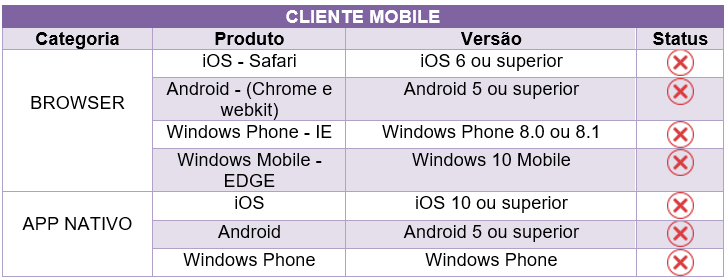 CLIENTE MOBILE
Categoria Produto Versão Status
BROWSER
iOS - Safari iOS 6 ou superior
Android - (Chrome e
webkit) Android 5 ou superior
Windows Phone - IE Windows Phone 8.0 ou 8.1
Windows Mobile -
EDGE Windows 10 Mobile
APP NATIVO
iOS iOS 10 ou superior
Android Android 5 ou superior
Windows Phone Windows Phone